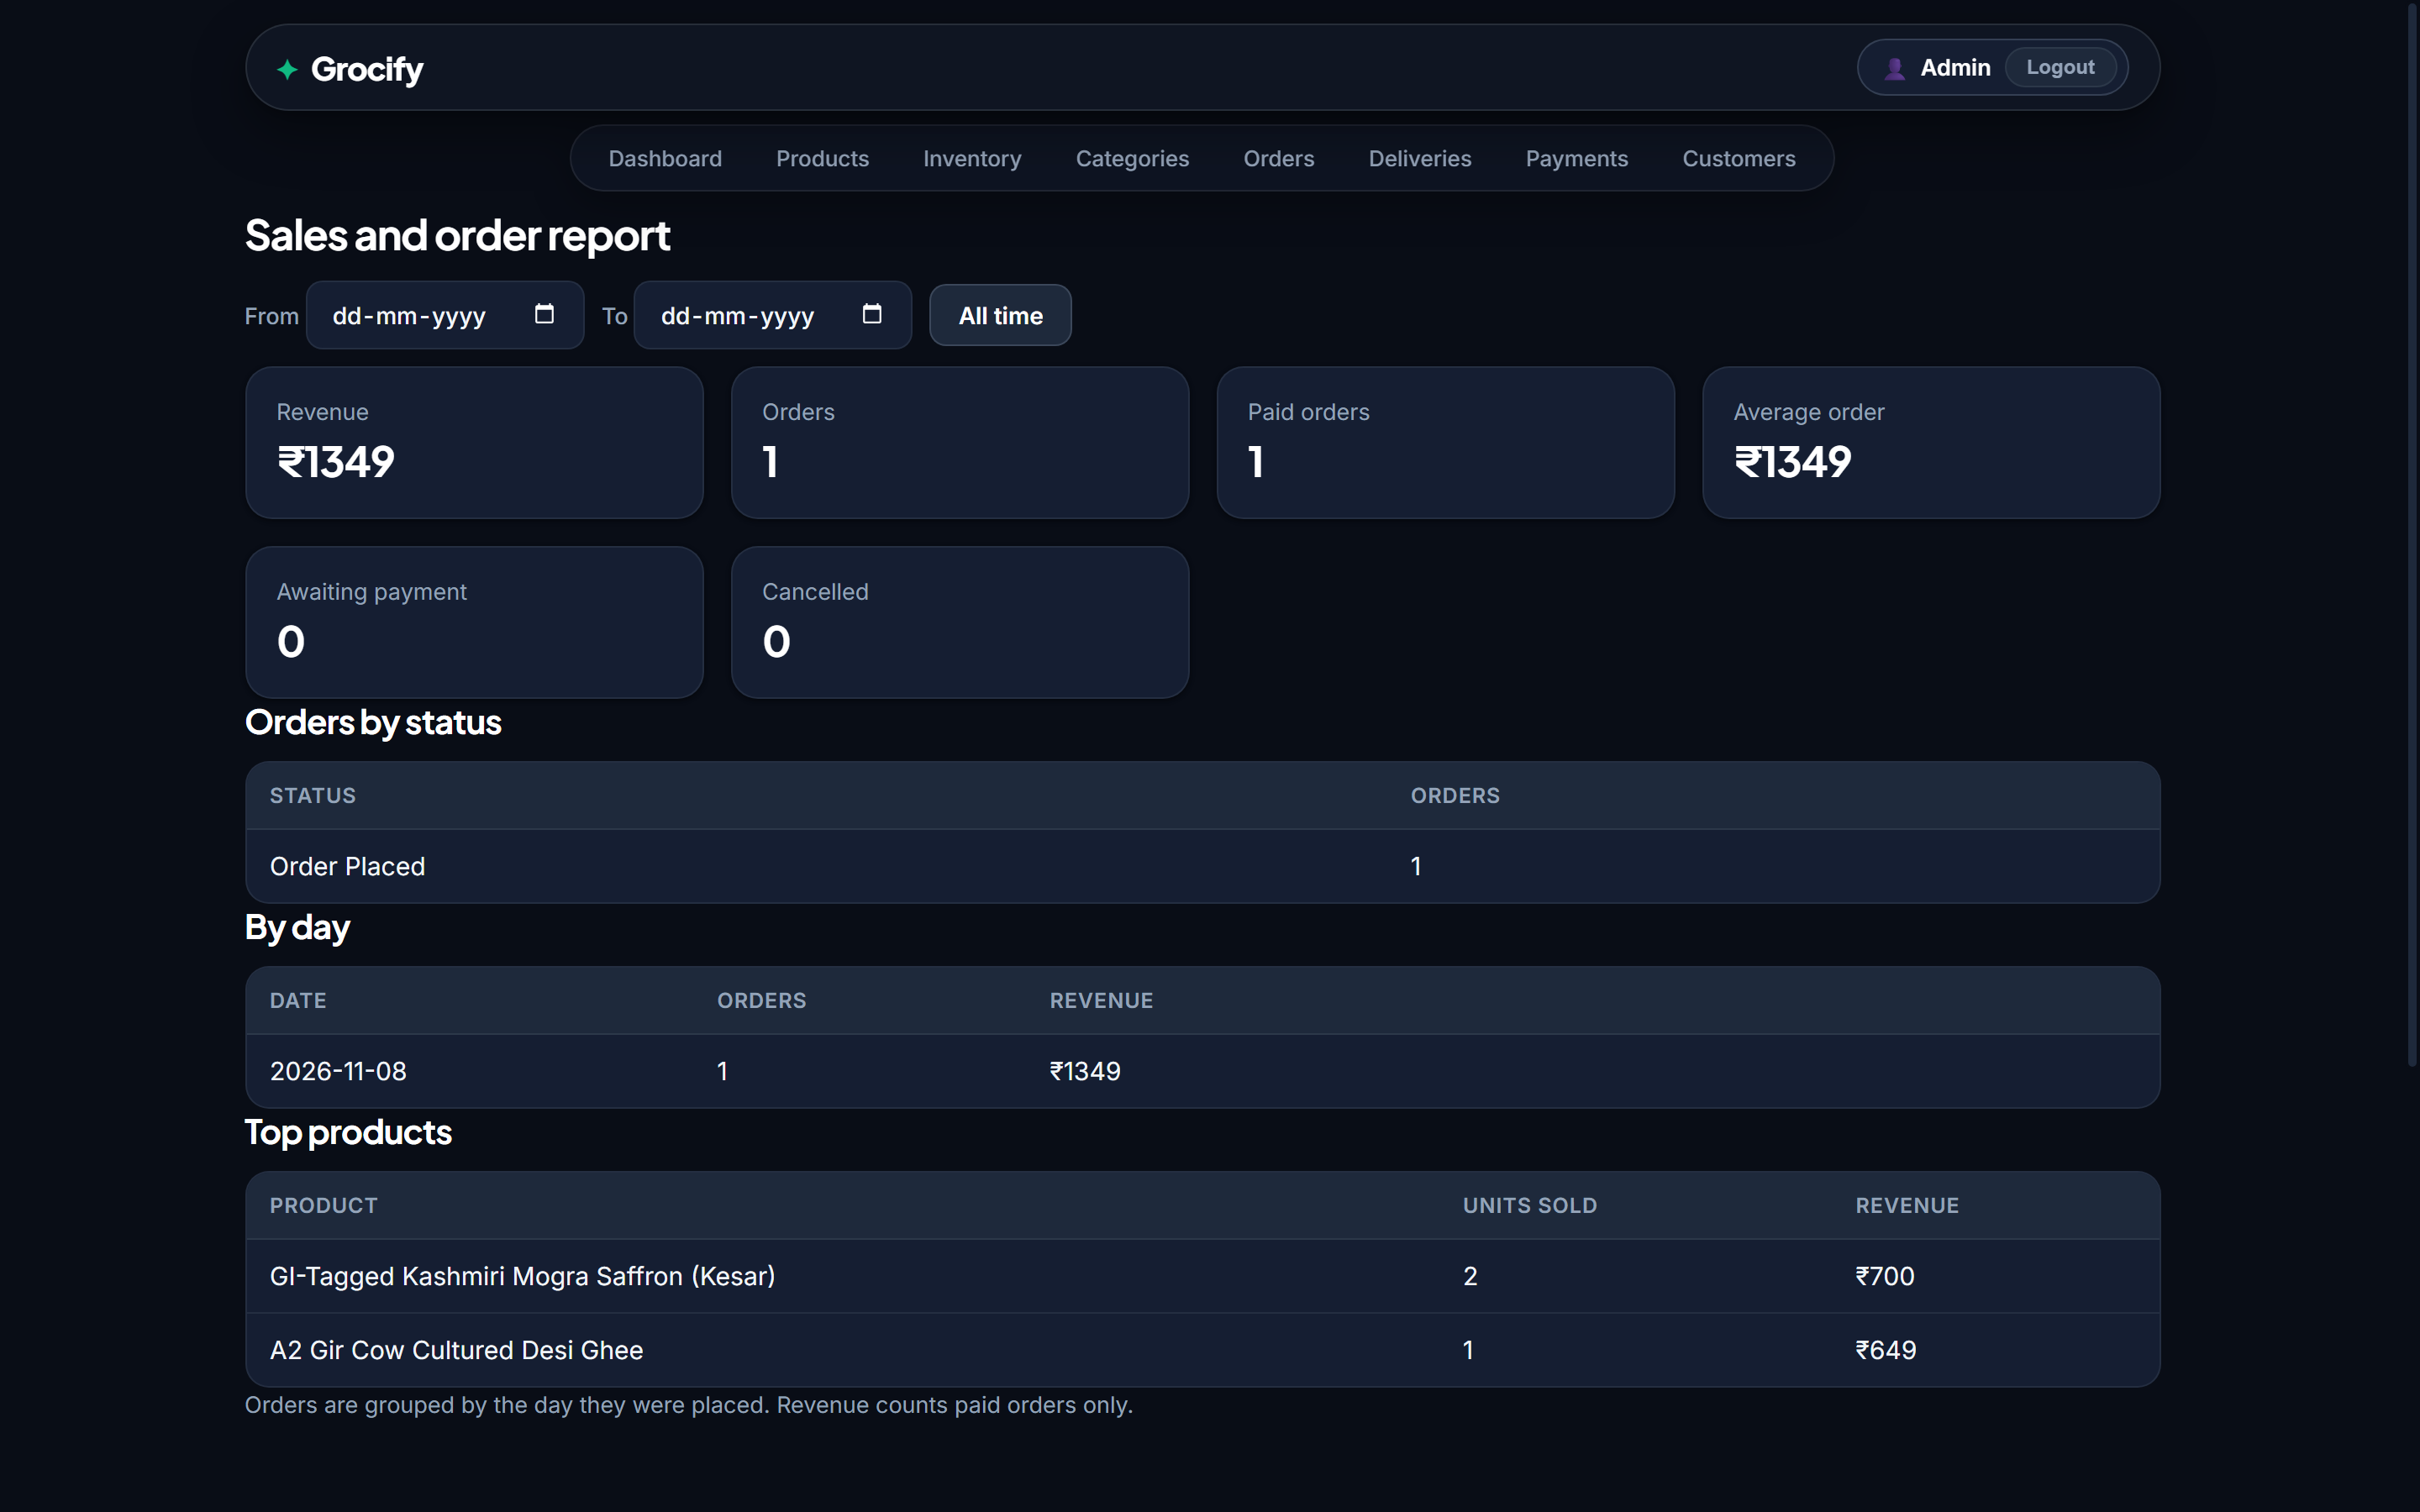 Grocify
Admin Logout
Dashboard Products Inventory Categories Orders Deliveries Payments Customers
Sales and order report
From dd-mm-yyyy To dd-mm-yyyy All time
Revenue Orders Paid orders Average order
₹1349 1 1 ₹1349
Awaiting payment Cancelled
0 0
Orders by status
STATUS ORDERS
Order Placed 1
By day
DATE ORDERS REVENUE
2026-11-08 1 ₹1349
Top products
PRODUCT UNITS SOLD REVENUE
GI-Tagged Kashmiri Mogra Saffron (Kesar) 2 ₹700
A2 Gir Cow Cultured Desi Ghee 1 ₹649
Orders are grouped by the day they were placed. Revenue counts paid orders only.